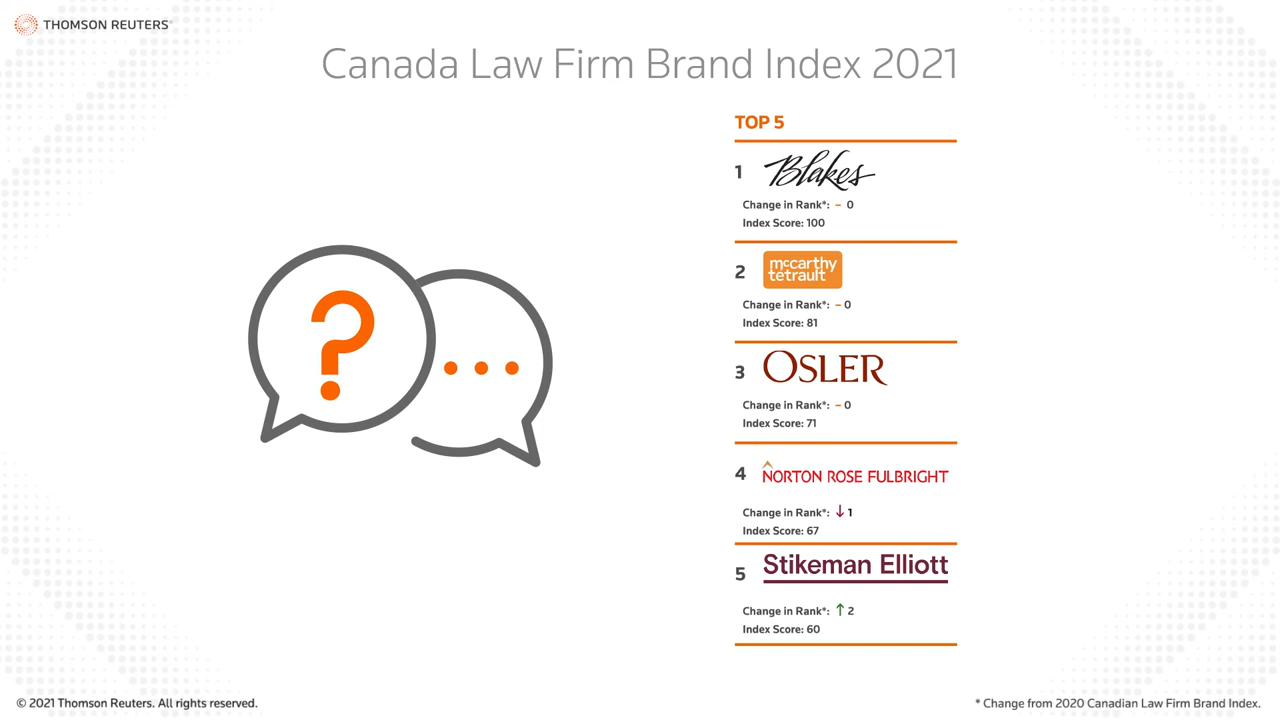 THOMSON REUTERS®
Canada Law Firm Brand Index 2021
TOP 5
1 Blakes
Change in Rank*: – 0
Index Score: 100
2 mccarthy
tetrault
Change in Rank*: – 0
Index Score: 81
3 OSLER
Change in Rank*: – 0
Index Score: 71
4 NORTON ROSE FULBRIGHT
Change in Rank*: ↓ 1
Index Score: 67
5 Stikeman Elliott
Change in Rank*: ↑ 2
Index Score: 60
?
...
© 2021 Thomson Reuters. All rights reserved.
* Change from 2020 Canadian Law Firm Brand Index.